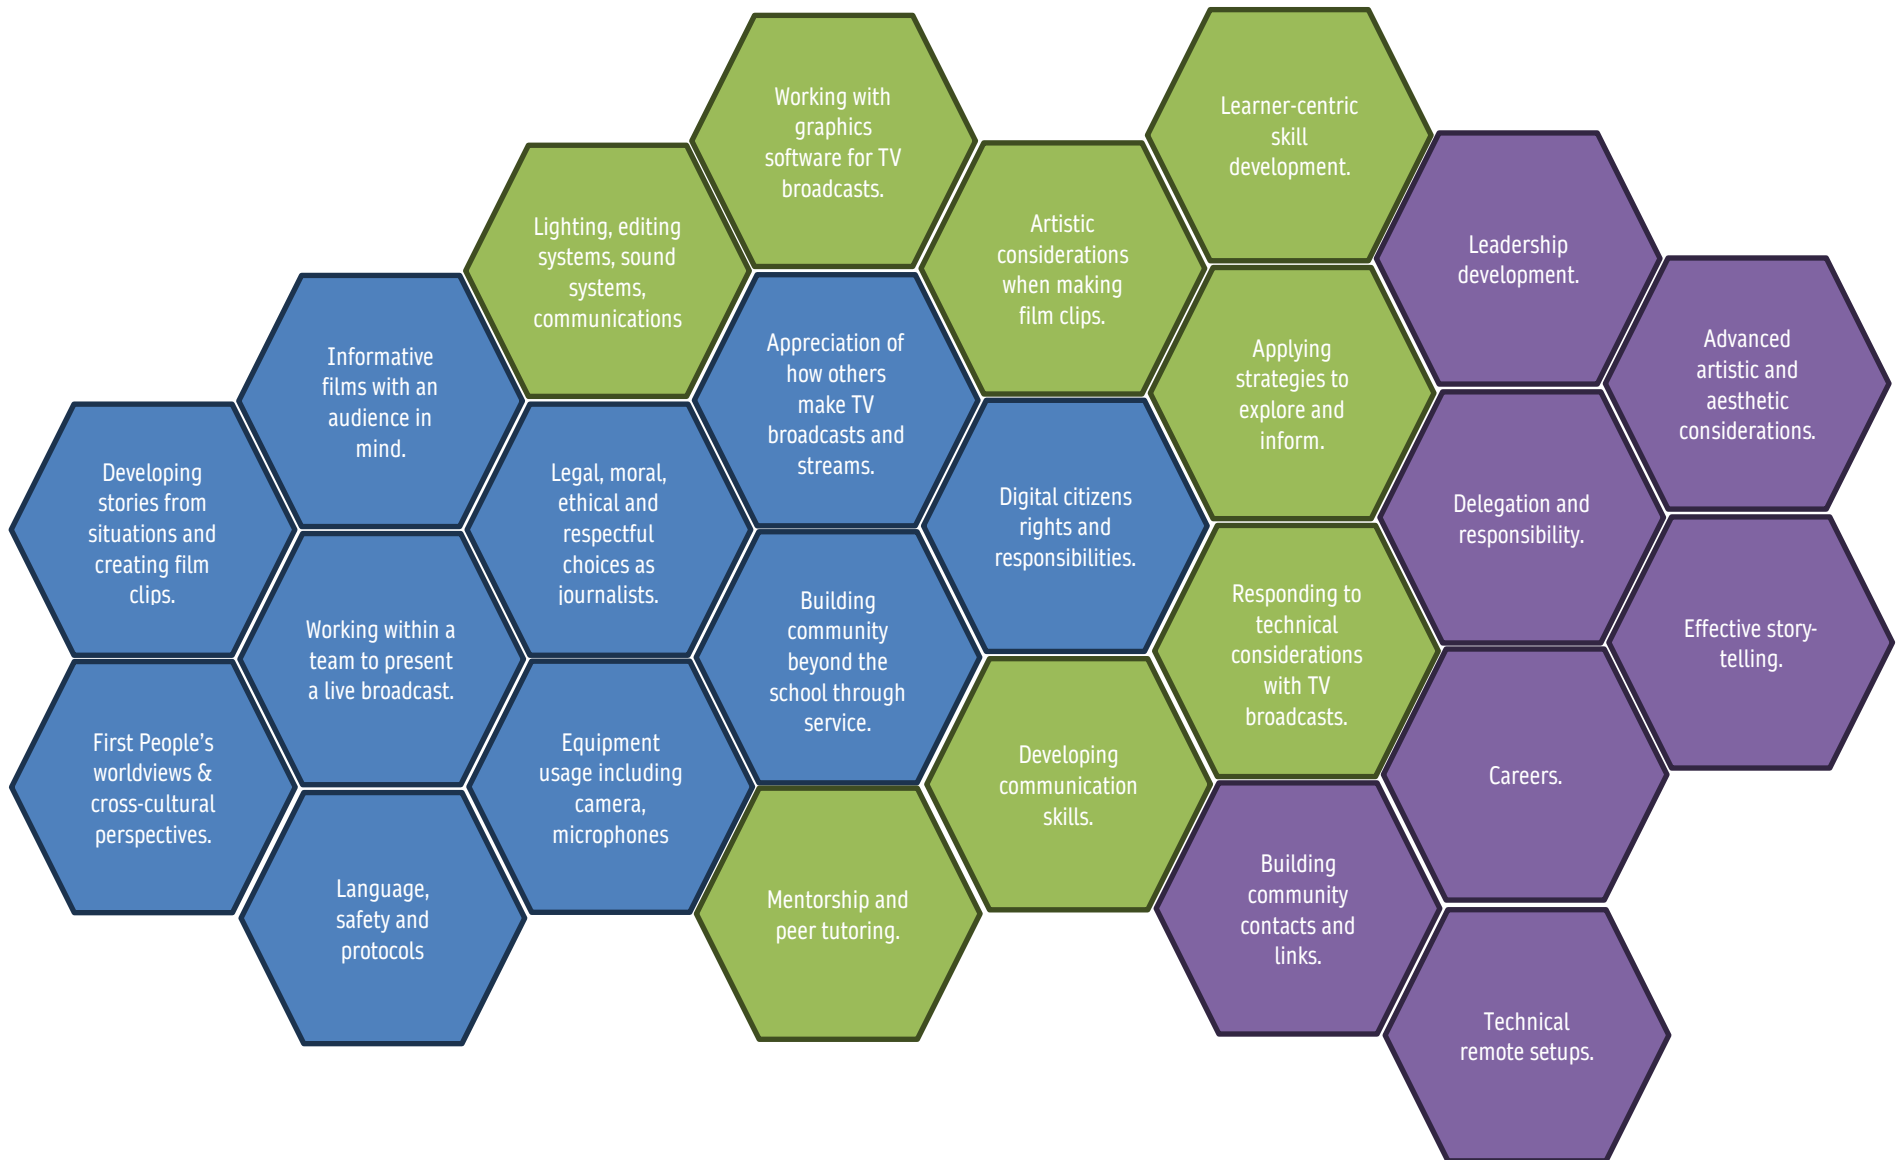 Developing
stories from
situations and
creating film
clips.
First People’s
worldviews &
cross-cultural
perspectives.
Informative
films with an
audience in
mind.
Working within a
team to present
a live broadcast.
Language,
safety and
protocols
Lighting, editing
systems, sound
systems,
communications
Legal, moral,
ethical and
respectful
choices as
journalists.
Equipment
usage including
camera,
microphones
Working with
graphics
software for TV
broadcasts.
Appreciation of
how others
make TV
broadcasts and
streams.
Building
community
beyond the
school through
service.
Mentorship and
peer tutoring.
Artistic
considerations
when making
film clips.
Digital citizens
rights and
responsibilities.
Developing
communication
skills.
Learner-centric
skill
development.
Applying
strategies to
explore and
inform.
Responding to
technical
considerations
with TV
broadcasts.
Building
community
contacts and
links.
Leadership
development.
Delegation and
responsibility.
Careers.
Technical
remote setups.
Advanced
artistic and
aesthetic
considerations.
Effective story-
telling.